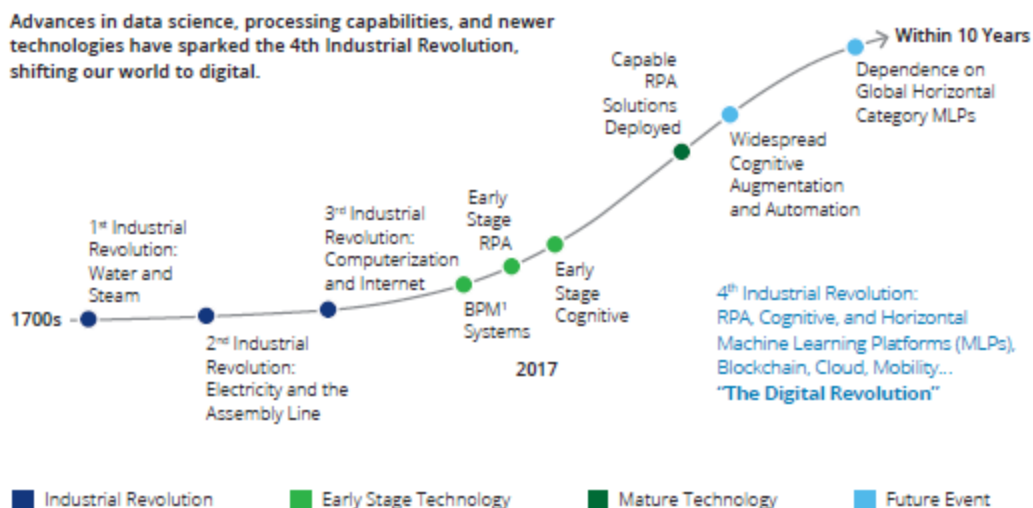 Advances in data science, processing capabilities, and newer
technologies have sparked the 4th Industrial Revolution,
shifting our world to digital.
Within 10 Years
Capable
RPA
Solutions
Deployed
Dependence on
Global Horizontal
Category MLPs
Widespread
Cognitive
Augmentation
and Automation
Early
Stage
RPA
3rd Industrial
Revolution:
Computerization
and Internet
1st Industrial
Revolution:
Water and
Steam
Early
Stage
Cognitive
BPM1
Systems
1700s
2nd Industrial
Revolution:
Electricity and the
Assembly Line
2017
4th Industrial Revolution:
RPA, Cognitive, and Horizontal
Machine Learning Platforms (MLPs),
Blockchain, Cloud, Mobility...
“The Digital Revolution”
Industrial Revolution
Early Stage Technology
Mature Technology
Future Event